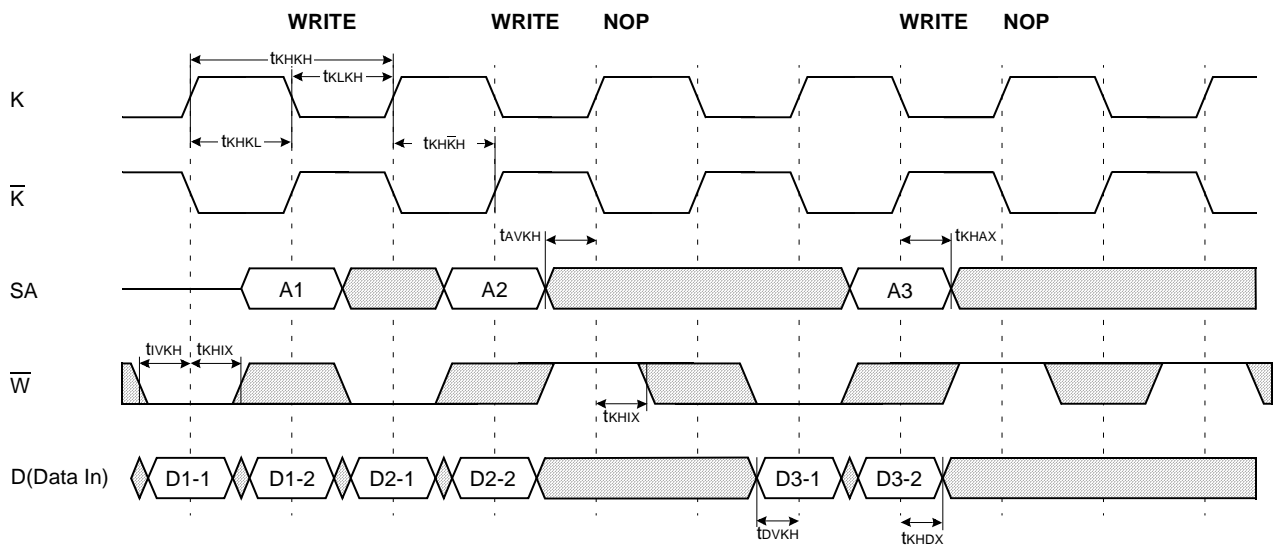 WRITE WRITE NOP WRITE NOP
tKHKH
tKLKH
K
tKHKL tKHK̅H
K̅
tAVKH tKHAX
SA A1 A2 A3
tIVKH tKHIX
W̅
tKHIX
D(Data In) D1-1 D1-2 D2-1 D2-2 D3-1 D3-2
tDVKH tKHDX